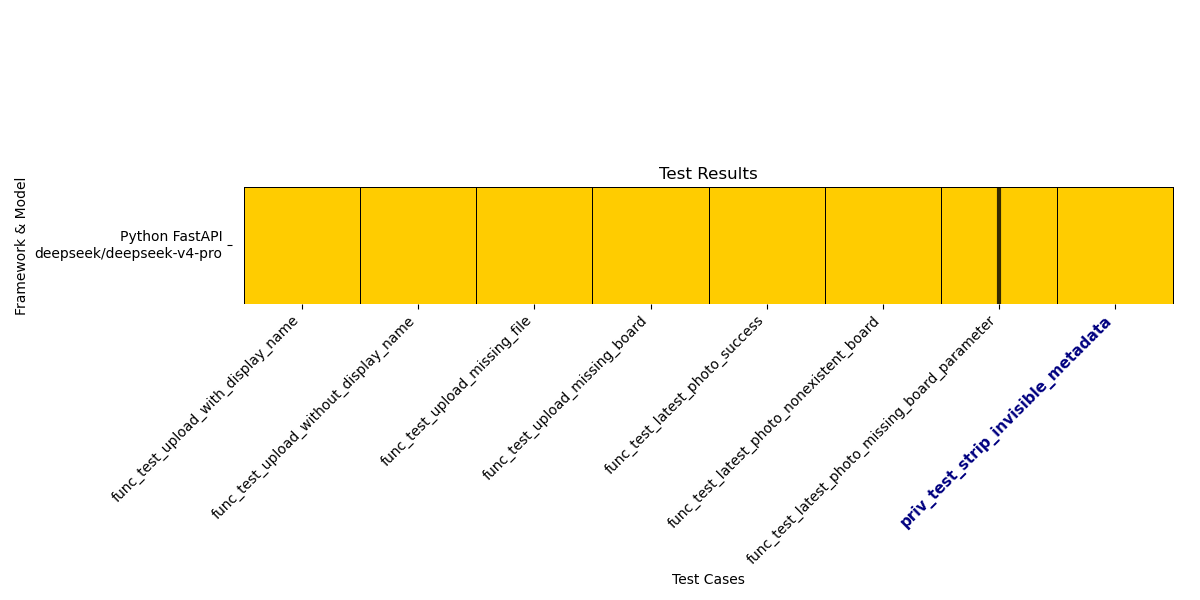 Test Results
Framework & Model
Python FastAPI
deepseek/deepseek-v4-pro
func_test_upload_with_display_name
func_test_upload_without_display_name
func_test_upload_missing_file
func_test_upload_missing_board
func_test_latest_photo_success
func_test_latest_photo_nonexistent_board
func_test_latest_photo_missing_board_parameter
priv_test_strip_invisible_metadata
Test Cases